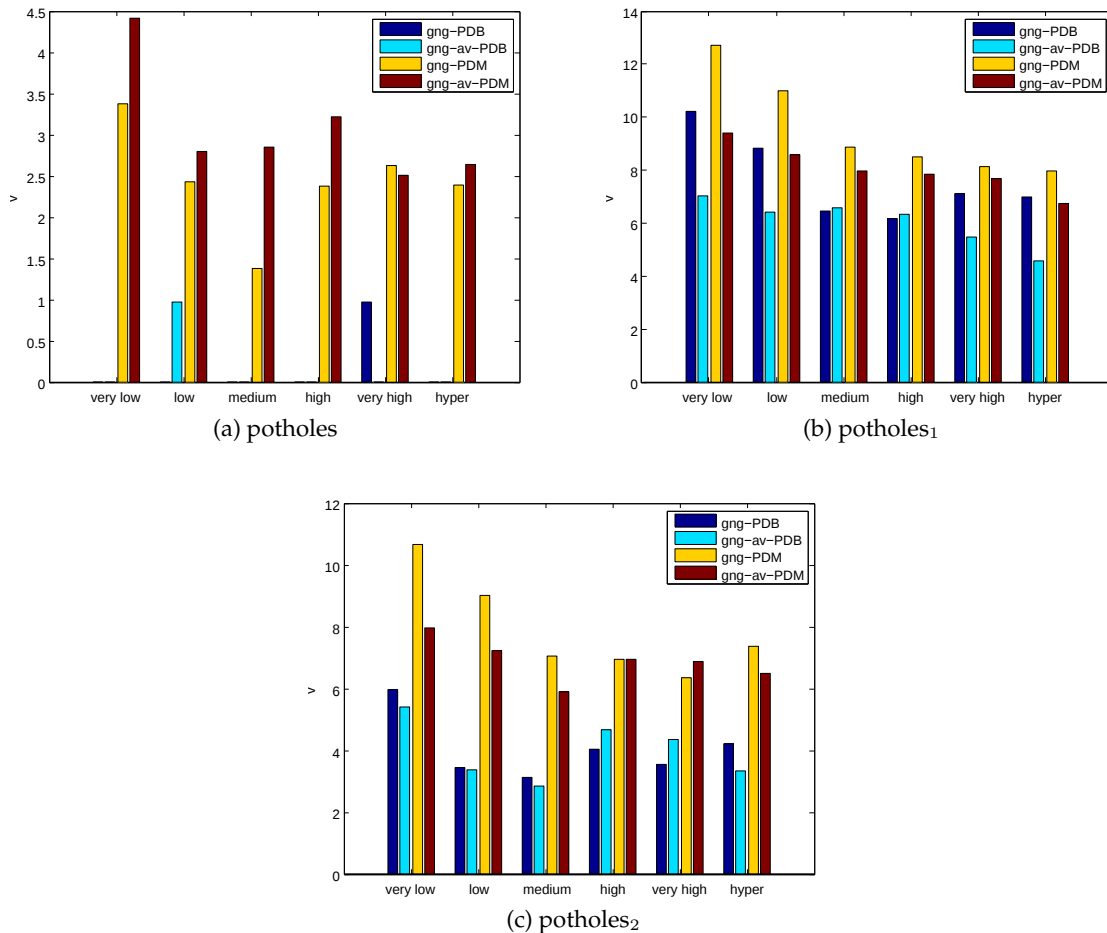 4.5
4
3.5
3
2.5
2
1.5
1
0.5
0
v
very low low medium high very high hyper
gng−PDB
gng−av−PDB
gng−PDM
gng−av−PDM
(a) potholes
14
12
10
8
6
4
2
0
v
very low low medium high very high hyper
gng−PDB
gng−av−PDB
gng−PDM
gng−av−PDM
(b) potholes₁
12
10
8
6
4
2
0
v
very low low medium high very high hyper
gng−PDB
gng−av−PDB
gng−PDM
gng−av−PDM
(c) potholes₂